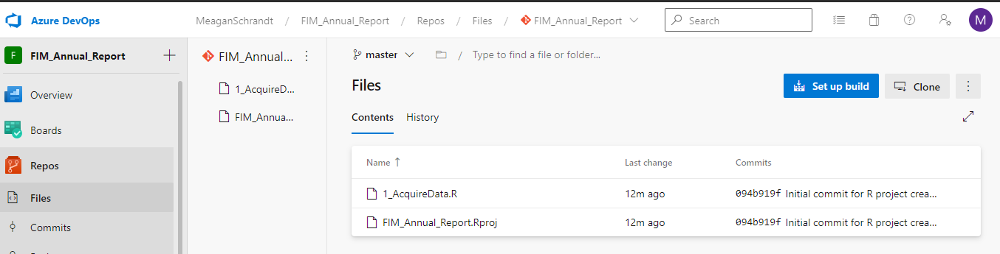 Azure DevOps
MeaganSchrandt / FIM_Annual_Report / Repos / Files / FIM_Annual_Report
Search
M
F FIM_Annual_Report
Overview
Boards
Repos
Files
Commits
FIM_Annual...
1_AcquireD...
FIM_Annua...
master / Type to find a file or folder...
Files
Set up build
Clone
Contents History
Name ↑ Last change Commits
1_AcquireData.R 12m ago 094b919f Initial commit for R project crea...
FIM_Annual_Report.Rproj 12m ago 094b919f Initial commit for R project crea...